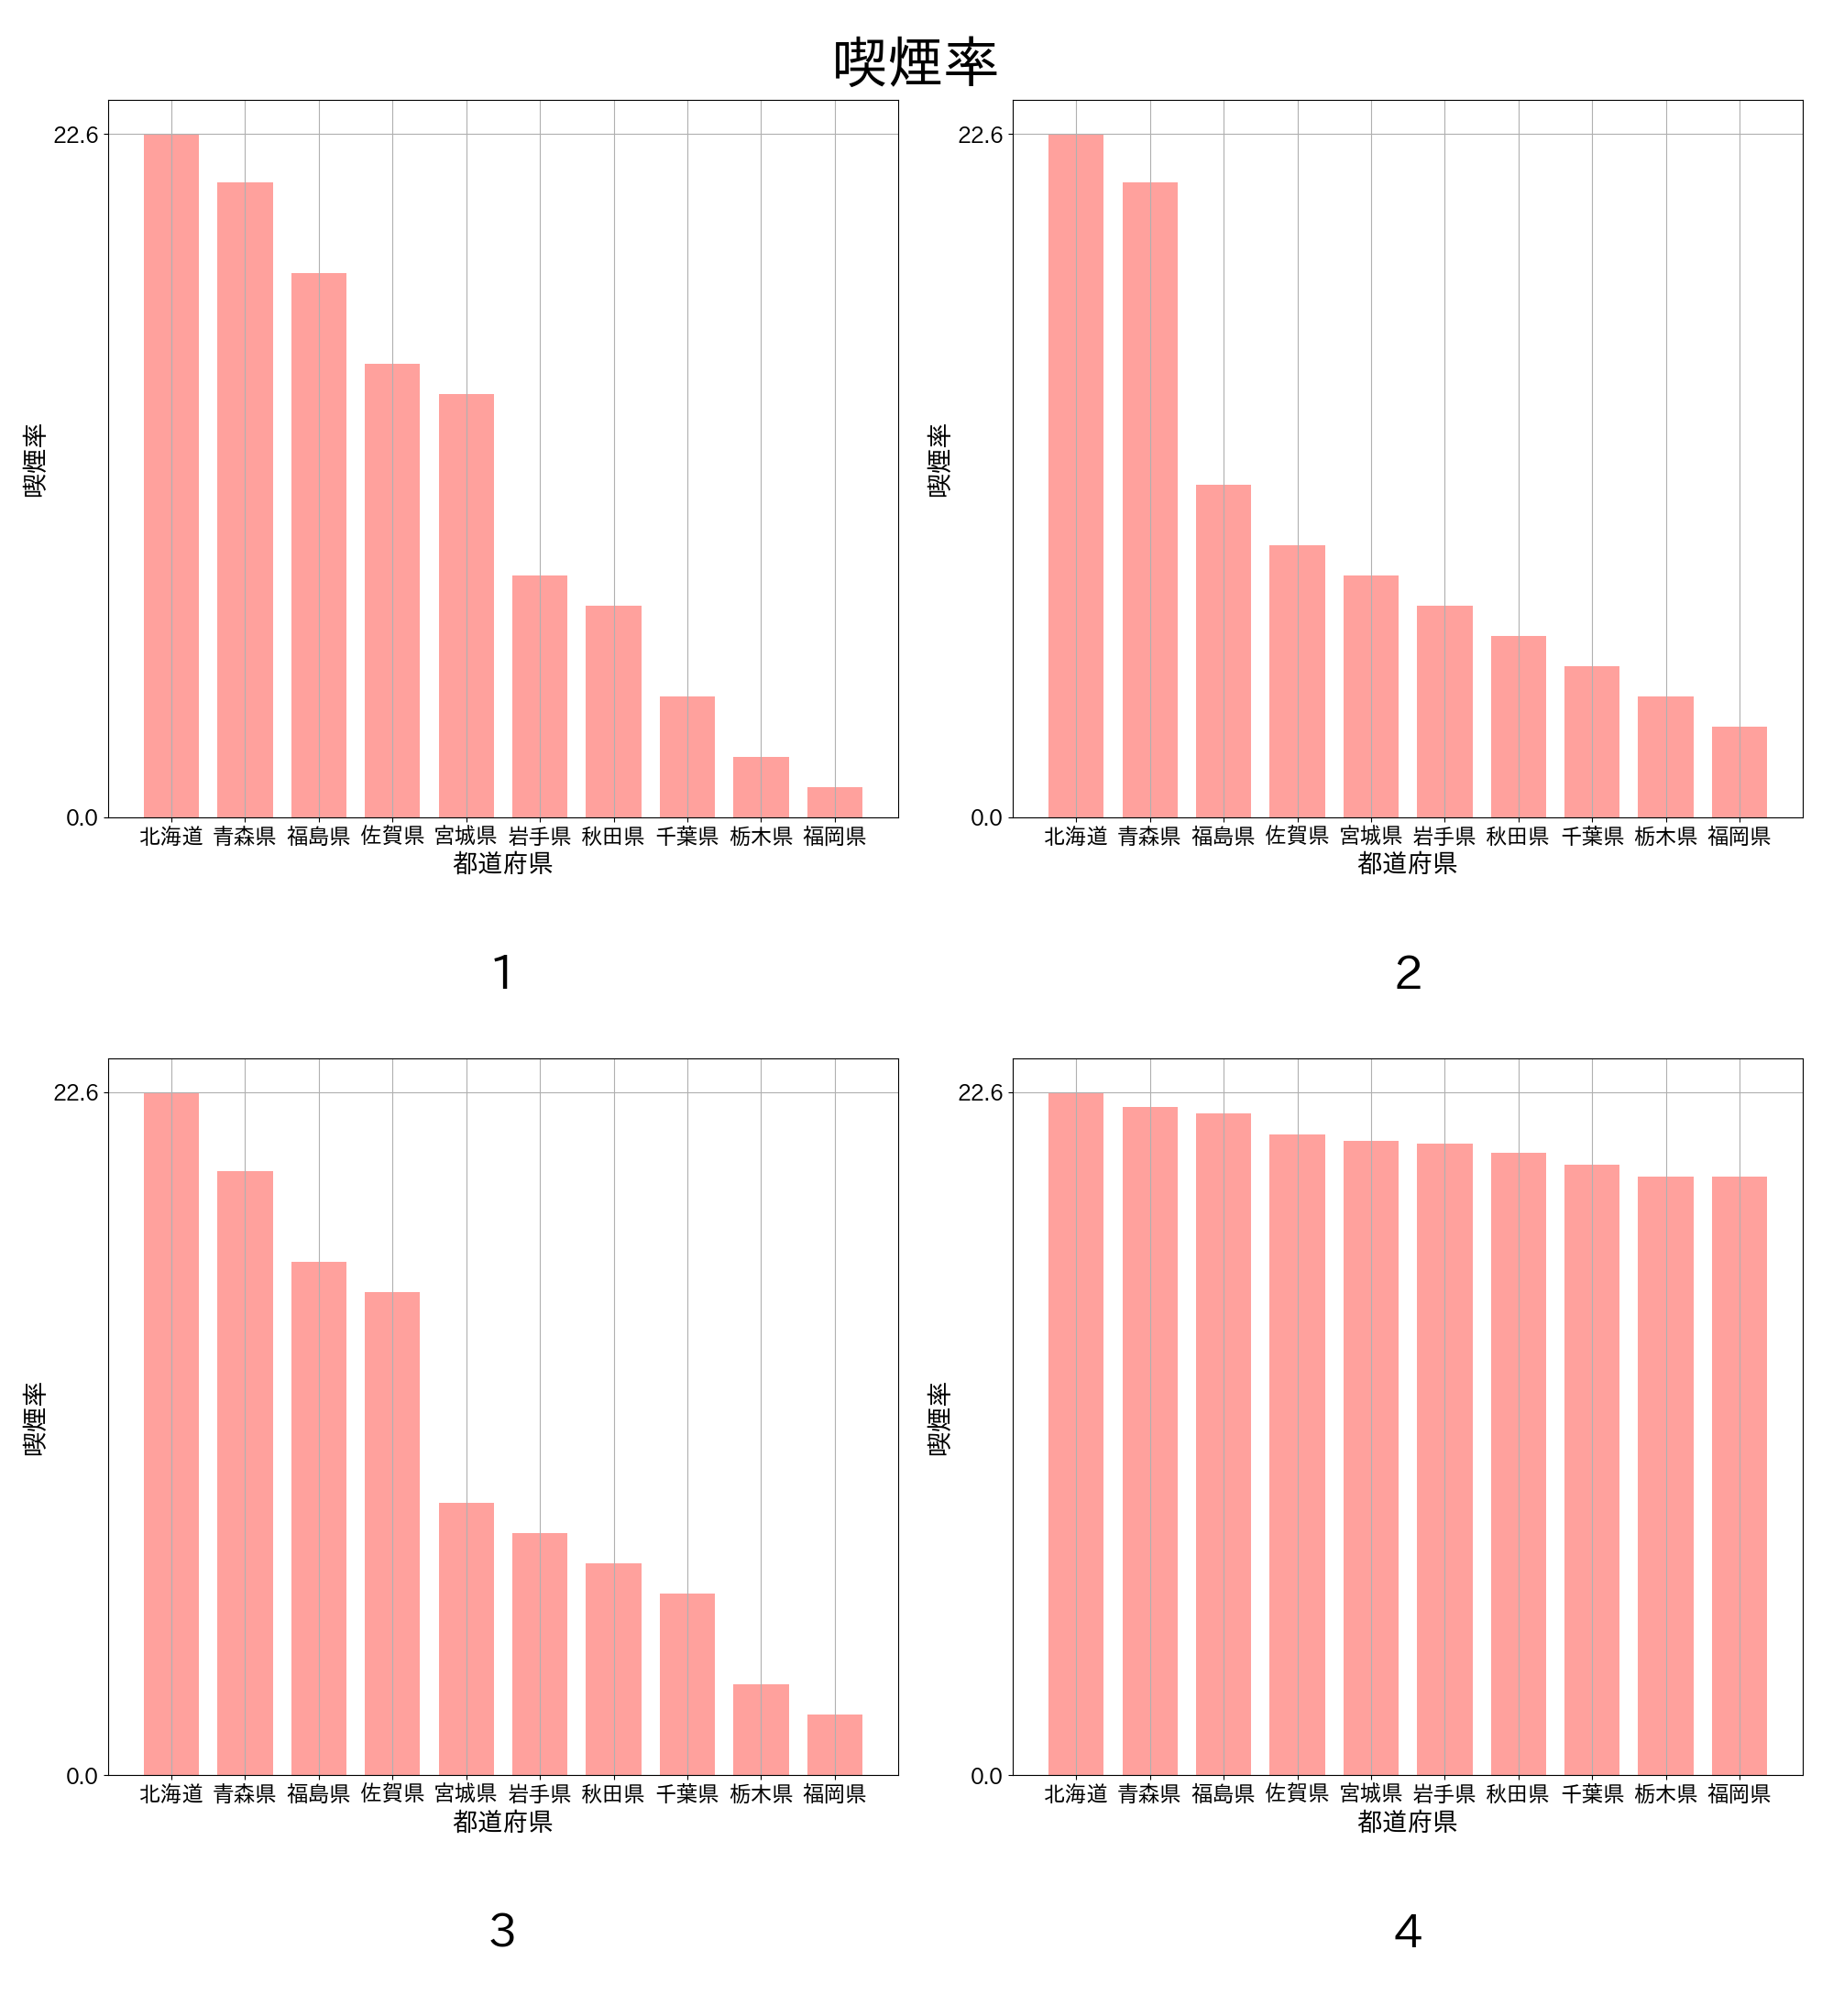 喫煙率
22.6
0.0
喫煙率
北海道 青森県 福島県 佐賀県 宮城県 岩手県 秋田県 千葉県 栃木県 福岡県
都道府県
1
22.6
0.0
喫煙率
北海道 青森県 福島県 佐賀県 宮城県 岩手県 秋田県 千葉県 栃木県 福岡県
都道府県
2
22.6
0.0
喫煙率
北海道 青森県 福島県 佐賀県 宮城県 岩手県 秋田県 千葉県 栃木県 福岡県
都道府県
3
22.6
0.0
喫煙率
北海道 青森県 福島県 佐賀県 宮城県 岩手県 秋田県 千葉県 栃木県 福岡県
都道府県
4